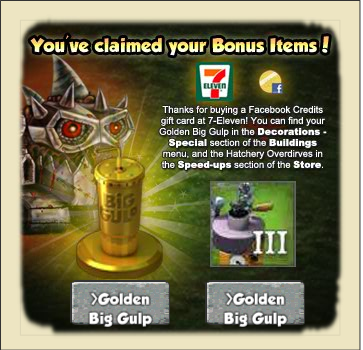 You've claimed your Bonus Items!
7
ELEVEN
f
Thanks for buying a Facebook Credits
gift card at 7-Eleven! You can find your
Golden Big Gulp in the Decorations -
Special section of the Buildings
menu, and the Hatchery Overdrives in
the Speed-ups section of the Store.
BIG
GULP
III
>Golden
Big Gulp
>Golden
Big Gulp